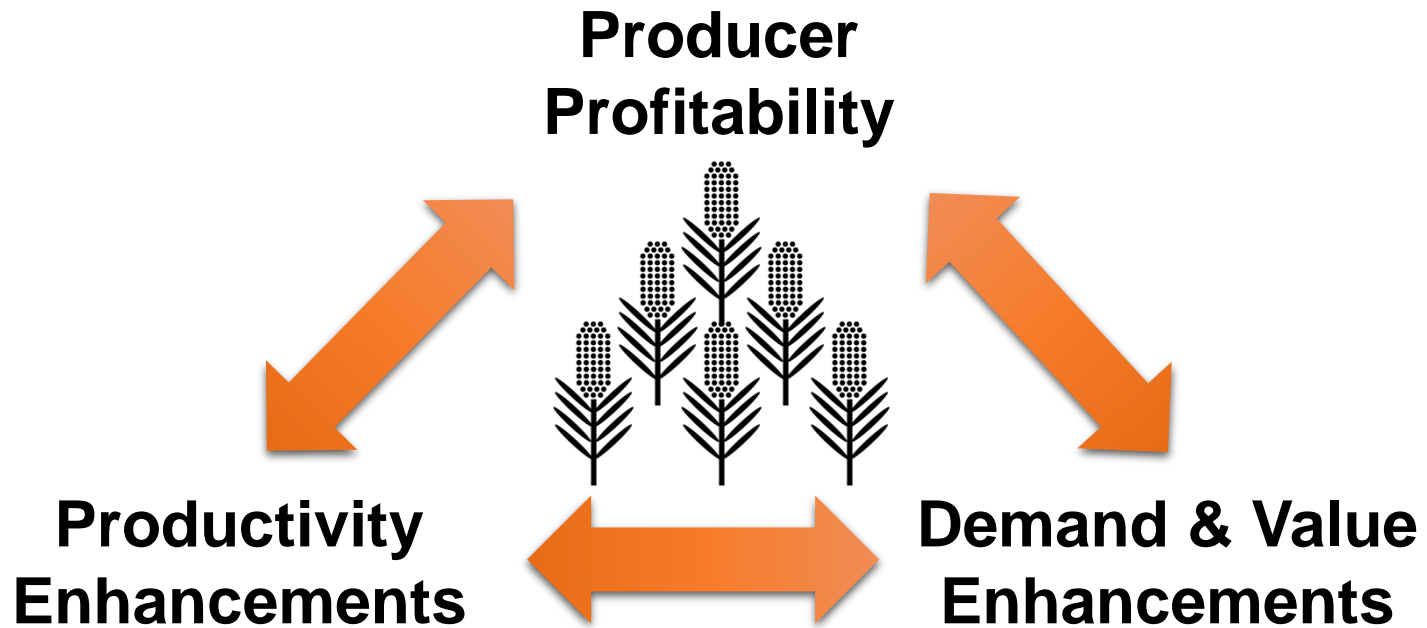 Producer
Profitability
Productivity
Enhancements
Demand & Value
Enhancements